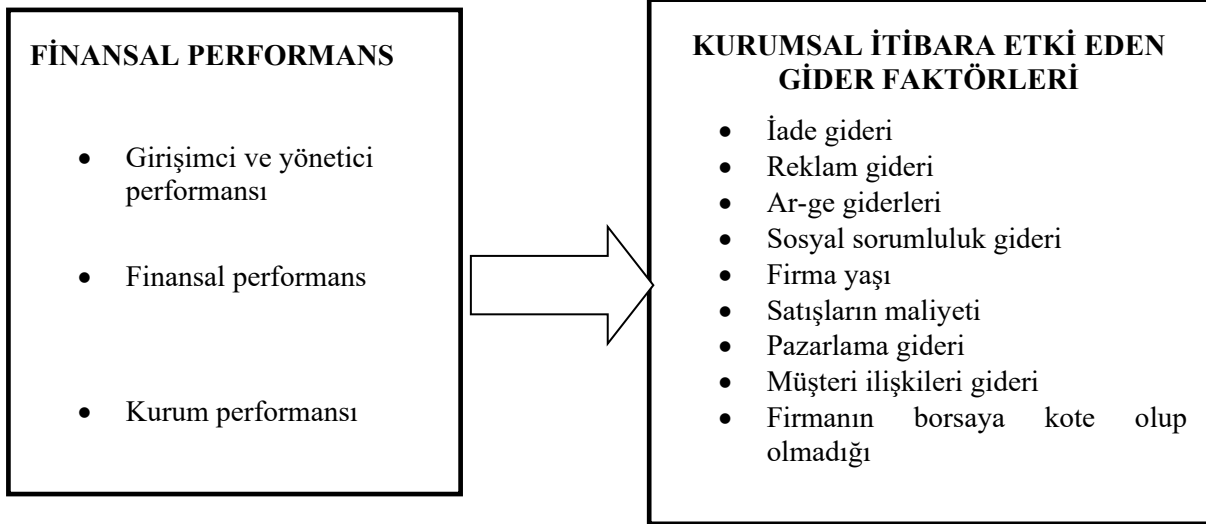 FİNANSAL PERFORMANS
• Girişimci ve yönetici
performansı
• Finansal performans
• Kurum performansı
KURUMSAL İTİBARA ETKİ EDEN
GİDER FAKTÖRLERİ
• İade gideri
• Reklam gideri
• Ar-ge giderleri
• Sosyal sorumluluk gideri
• Firma yaşı
• Satışların maliyeti
• Pazarlama gideri
• Müşteri ilişkileri gideri
• Firmanın borsaya kote olup
olmadığı